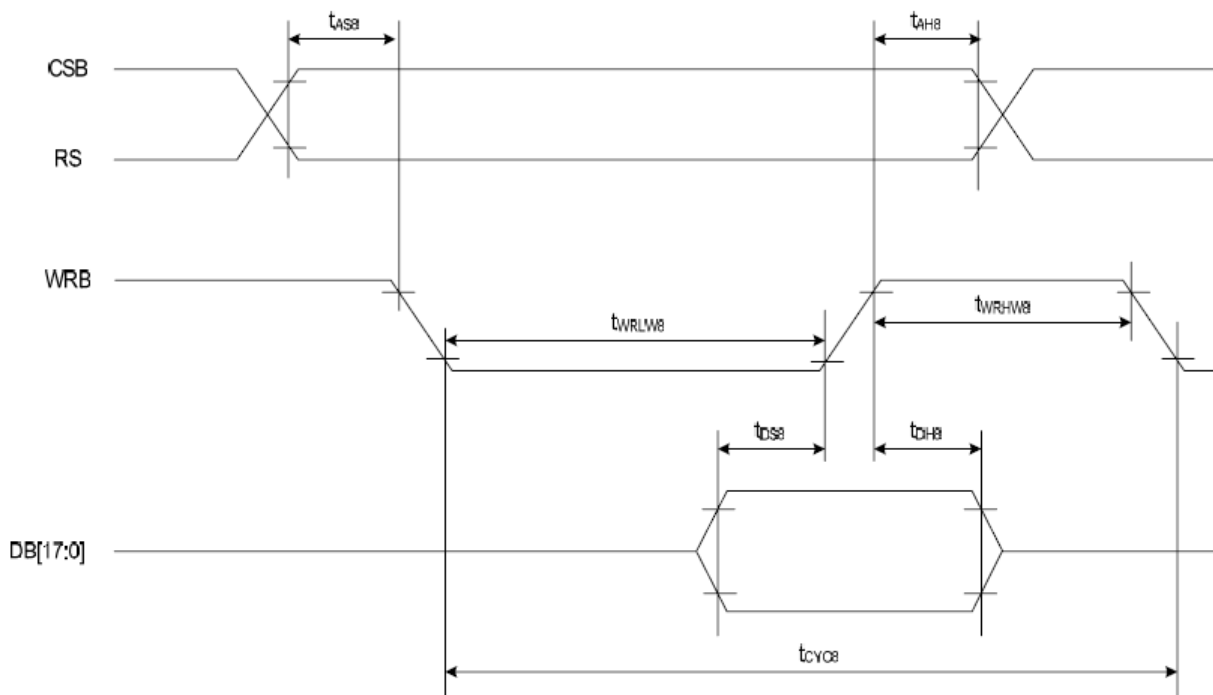 tAS8 tAH8
CSB
RS
WRB
tWRLW8 tWRHW8
tDS8 tDH8
DB[17:0]
tCYC8